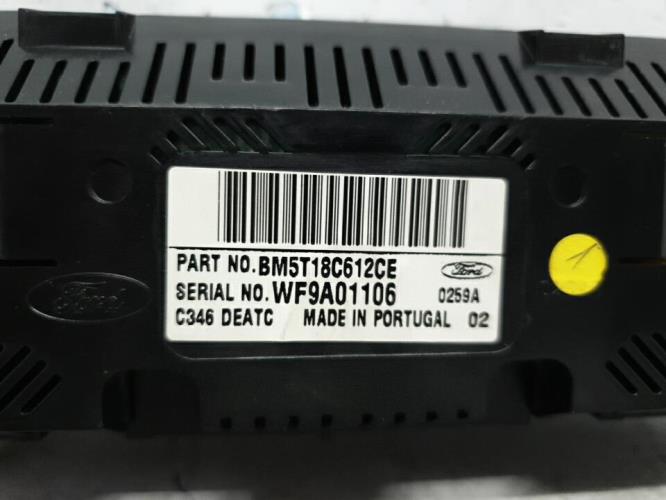 PART NO. BM5T18C612CE Ford
SERIAL NO. WF9A01106 0259A
C346 DEATC MADE IN PORTUGAL 02
Ford
1